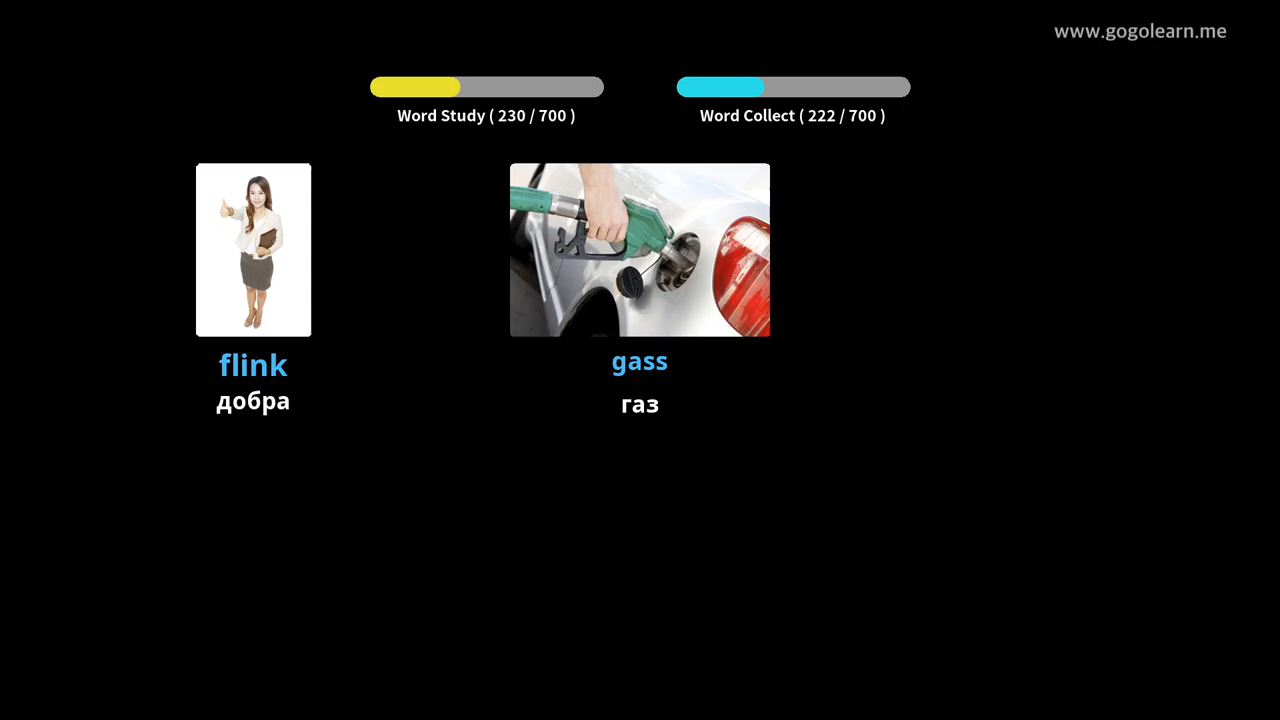 www.gogolearn.me
Word Study ( 230 / 700 )
Word Collect ( 222 / 700 )
flink
добра
gass
газ